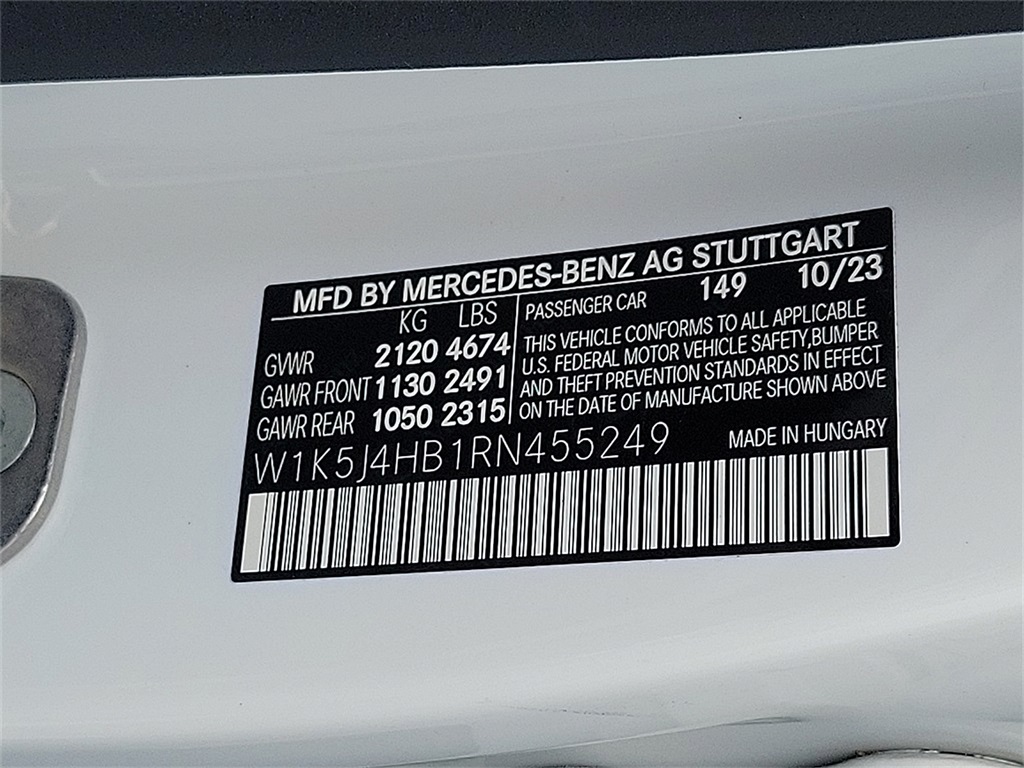 MFD BY MERCEDES-BENZ AG STUTTGART
KG LBS
GVWR 2120 4674
GAWR FRONT 1130 2491
GAWR REAR 1050 2315
PASSENGER CAR 149 10/23
THIS VEHICLE CONFORMS TO ALL APPLICABLE
U.S. FEDERAL MOTOR VEHICLE SAFETY,BUMPER
AND THEFT PREVENTION STANDARDS IN EFFECT
ON THE DATE OF MANUFACTURE SHOWN ABOVE
W1K5J4HB1RN455249
MADE IN HUNGARY